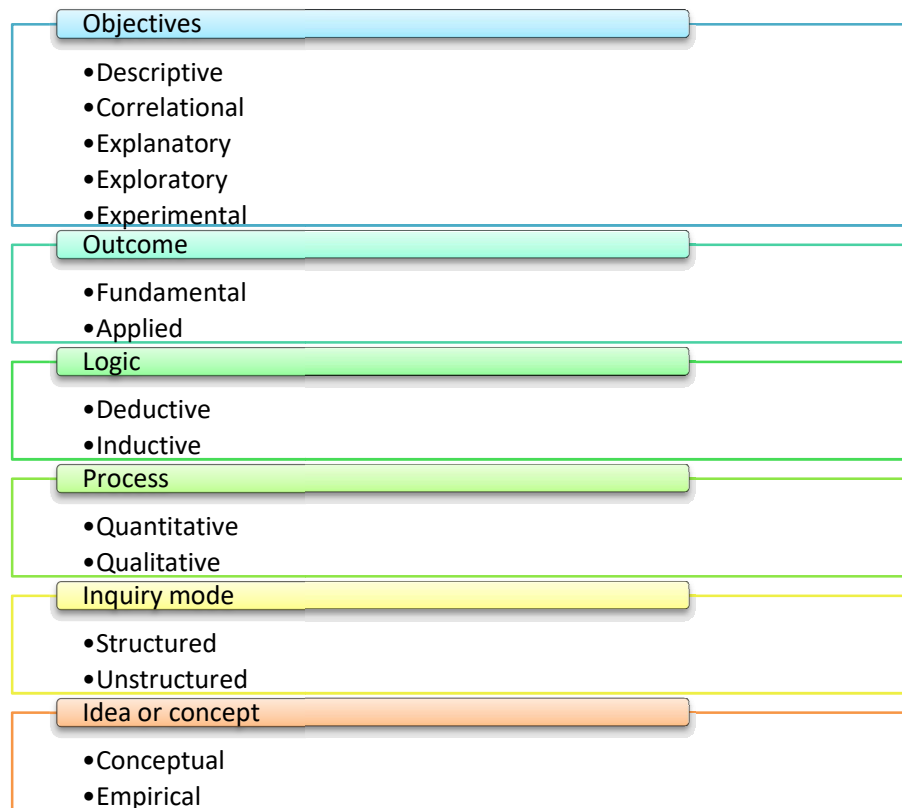 Objectives
•Descriptive
•Correlational
•Explanatory
•Exploratory
•Experimental
Outcome
•Fundamental
•Applied
Logic
•Deductive
•Inductive
Process
•Quantitative
•Qualitative
Inquiry mode
•Structured
•Unstructured
Idea or concept
•Conceptual
•Empirical